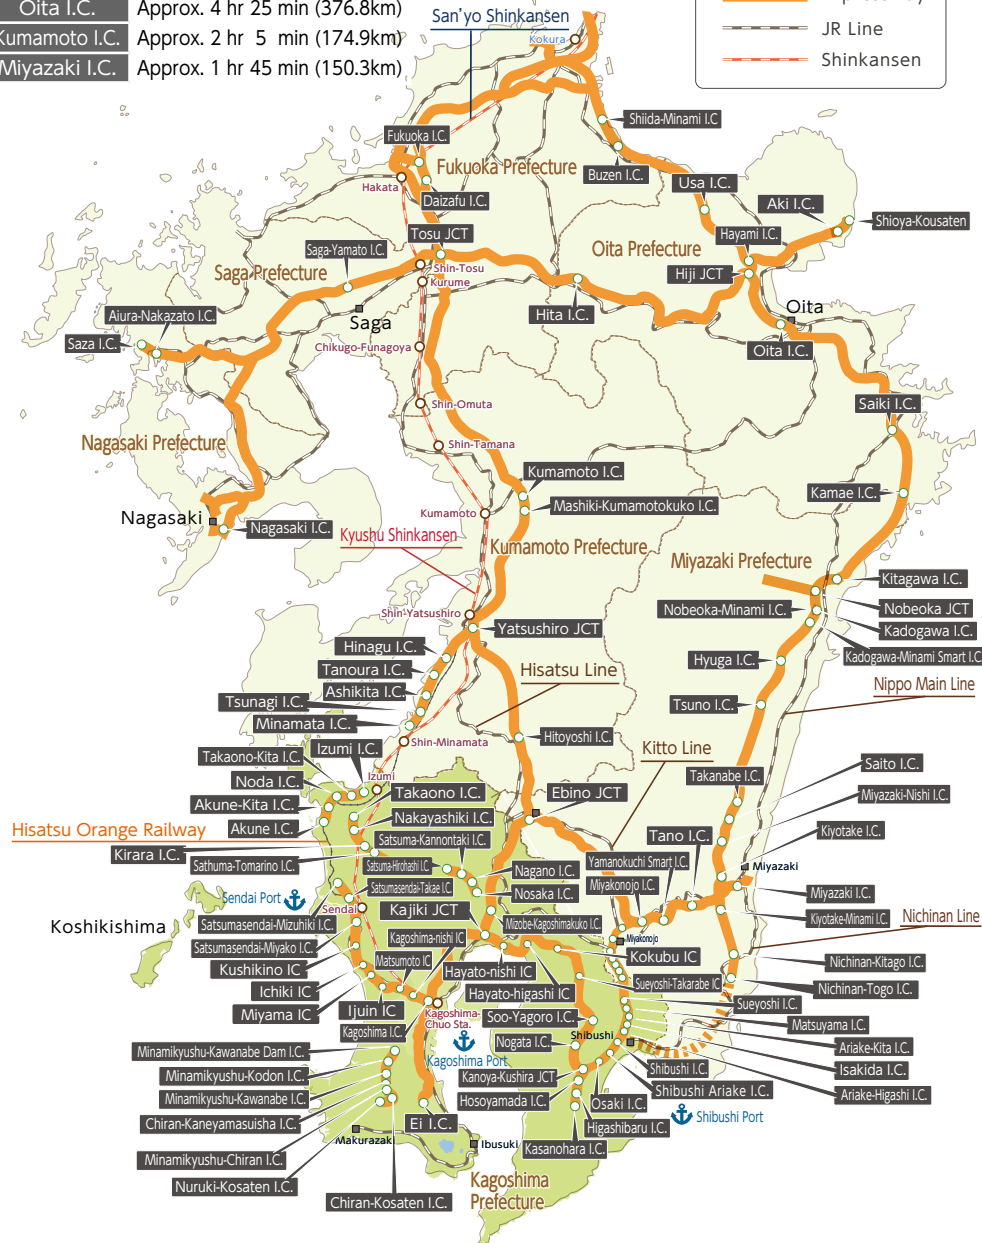 Oita I.C. Approx. 4 hr 25 min (376.8km)
Kumamoto I.C. Approx. 2 hr 5 min (174.9km)
Miyazaki I.C. Approx. 1 hr 45 min (150.3km)
JR Line
Shinkansen
San'yo Shinkansen
Kokura
Shiida-Minami I.C
Fukuoka I.C.
Fukuoka Prefecture
Buzen I.C.
Usa I.C.
Hakata
Daizafu I.C.
Aki I.C.
Shioya-Kousaten
Tosu JCT
Hayami I.C.
Saga-Yamato I.C.
Oita Prefecture
Saga Prefecture
Shin-Tosu
Hiji JCT
Kurume
Oita
Hita I.C.
Aiura-Nakazato I.C.
Saga
Saza I.C.
Chikugo-Funagoya
Oita I.C.
Shin-Omuta
Saiki I.C.
Nagasaki Prefecture
Shin-Tamana
Kumamoto I.C.
Kamae I.C.
Mashiki-Kumamotokuko I.C.
Kumamoto
Nagasaki
Nagasaki I.C.
Kyushu Shinkansen
Kumamoto Prefecture
Miyazaki Prefecture
Kitagawa I.C.
Nobeoka JCT
Nobeoka-Minami I.C.
Shin-Yatsushiro
Yatsushiro JCT
Kadogawa I.C.
Kadogawa-Minami Smart I.C
Hinagu I.C.
Hyuga I.C.
Tanoura I.C.
Hisatsu Line
Ashikita I.C.
Nippo Main Line
Tsunagi I.C.
Tsuno I.C.
Minamata I.C.
Hitoyoshi I.C.
Shin-Minamata
Izumi I.C.
Kitto Line
Takaono-Kita I.C.
Saito I.C.
Izumi
Takanabe I.C.
Noda I.C.
Takaono I.C.
Ebino JCT
Miyazaki-Nishi I.C.
Akune-Kita I.C.
Nakayashiki I.C.
Hisatsu Orange Railway
Akune I.C.
Kiyotake I.C.
Satsuma-Kannontaki I.C.
Tano I.C.
Kirara I.C.
Sathuma-Tomarino I.C.
Satsuma-Hirohashi I.C.
Nagano I.C.
Yamanokuchi Smart I.C.
Miyazaki
Satsumasendai-Takae I.C.
Nosaka I.C.
Miyakonojo I.C.
Miyazaki I.C.
Sendai Port
Sendai
Kajiki JCT
Koshikishima
Satsumasendai-Mizuhiki I.C.
Mizobe-Kagoshimakuko I.C.
Kiyotake-Minami I.C.
Nichinan Line
Satsumasendai-Miyako I.C.
Kagoshima-nishi IC
Miyakonojo
Kokubu IC
Kushikino IC
Matsumoto IC
Hayato-nishi IC
Nichinan-Kitago I.C.
Ichiki IC
Hayato-higashi IC
Sueyoshi-Takarabe IC
Nichinan-Togo I.C.
Miyama IC
Ijuin IC
Sueyoshi I.C.
Kagoshima-
Chuo Sta.
Soo-Yagoro I.C.
Kagoshima I.C.
Matsuyama I.C.
Shibushi
Nogata I.C.
Ariake-Kita I.C.
Minamikyushu-Kawanabe Dam I.C.
Kagoshima Port
Isakida I.C.
Minamikyushu-Kodon I.C.
Kanoya-Kushira JCT
Shibushi I.C.
Shibushi Ariake I.C.
Ariake-Higashi I.C.
Minamikyushu-Kawanabe I.C.
Hosoyamada I.C.
Osaki I.C.
Chiran-Kaneyamasuisha I.C.
Ei I.C.
Higashibaru I.C.
Shibushi Port
Makurazaki
Ibusuki
Kasanohara I.C.
Minamikyushu-Chiran I.C.
Nuruki-Kosaten I.C.
Kagoshima
Prefecture
Chiran-Kosaten I.C.